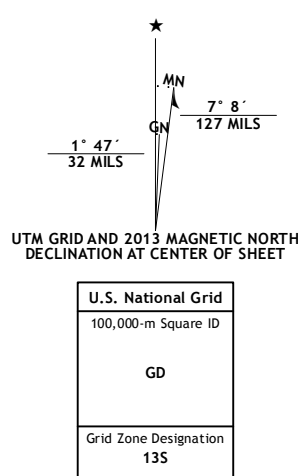 ★
MN
GN
7° 8´
127 MILS
1° 47´
32 MILS
UTM GRID AND 2013 MAGNETIC NORTH
DECLINATION AT CENTER OF SHEET
U.S. National Grid
100,000-m Square ID
GD
Grid Zone Designation
13S